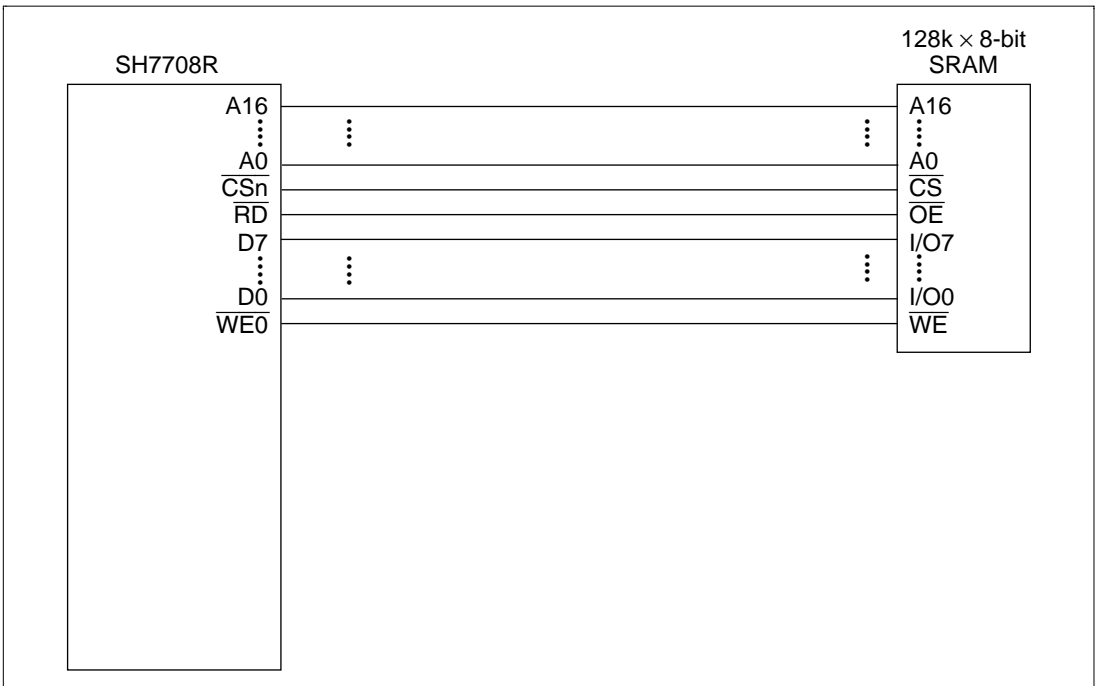 128k × 8-bit
SH7708R
SRAM
A16
A16
A0
A0
CSn
CS
RD
OE
D7
I/O7
D0
I/O0
WE0
WE